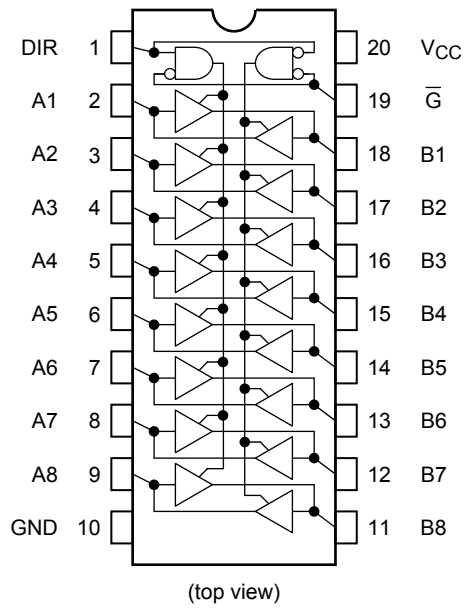 DIR 1 20 VCC
A1 2 19 G̅
A2 3 18 B1
A3 4 17 B2
A4 5 16 B3
A5 6 15 B4
A6 7 14 B5
A7 8 13 B6
A8 9 12 B7
GND 10 11 B8
(top view)